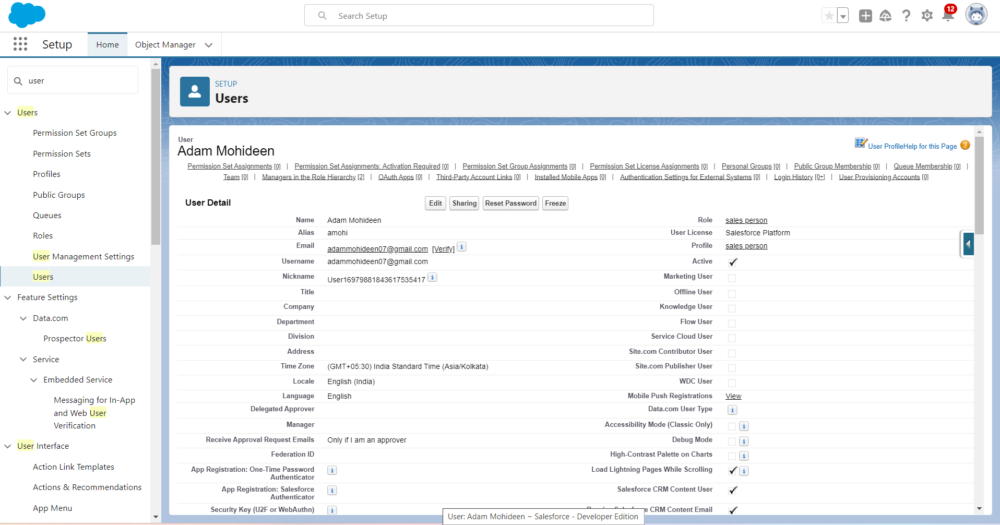 Search Setup
12
Setup
Home
Object Manager
user
Users
Permission Set Groups
Permission Sets
Profiles
Public Groups
Queues
Roles
User Management Settings
Users
Feature Settings
Data.com
Prospector Users
Service
Embedded Service
Messaging for In-App
and Web User
Verification
User Interface
Action Link Templates
Actions & Recommendations
App Menu
SETUP
Users
User
Adam Mohideen
User Profile Help for this Page ?
Permission Set Assignments [0] | Permission Set Assignments: Activation Required [0] | Permission Set Group Assignments [0] | Permission Set License Assignments [0] | Personal Groups [0] | Public Group Membership [0] | Queue Membership [0] |
Team [0] | Managers in the Role Hierarchy [2] | OAuth Apps [0] | Third-Party Account Links [0] | Installed Mobile Apps [0] | Authentication Settings for External Systems [0] | Login History [0+] | User Provisioning Accounts [0]
User Detail Edit Sharing Reset Password Freeze
Name Adam Mohideen Role sales person
Alias amohi User License Salesforce Platform
Email adammohideen07@gmail.com [Verify] i Profile sales person
Username adammohideen07@gmail.com Active
Nickname User16979881843617535417 i Marketing User
Title Offline User
Company Knowledge User
Department Flow User
Division Service Cloud User
Address Site.com Contributor User
Time Zone (GMT+05:30) India Standard Time (Asia/Kolkata) Site.com Publisher User
Locale English (India) WDC User
Language English Mobile Push Registrations View
Delegated Approver Data.com User Type i
Manager Accessibility Mode (Classic Only) i
Receive Approval Request Emails Only if I am an approver Debug Mode i
Federation ID High-Contrast Palette on Charts i
App Registration: One-Time Password i Load Lightning Pages While Scrolling i
Authenticator
App Registration: Salesforce i Salesforce CRM Content User
Authenticator
Security Key (U2F or WebAuthn) i CRM Content Email
User: Adam Mohideen ~ Salesforce - Developer Edition